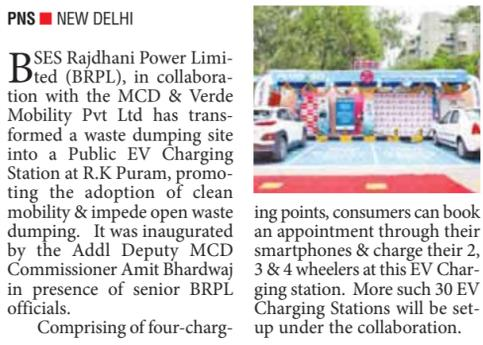 PNS ■ NEW DELHI
BSES Rajdhani Power Limi-
ted (BRPL), in collabora-
tion with the MCD & Verde
Mobility Pvt Ltd has trans-
formed a waste dumping site
into a Public EV Charging
Station at R.K Puram, promo-
ting the adoption of clean
mobility & impede open waste
dumping. It was inaugurated
by the Addl Deputy MCD
Commissioner Amit Bhardwaj
in presence of senior BRPL
officials.
Comprising of four-charg-
ing points, consumers can book
an appointment through their
smartphones & charge their 2,
3 & 4 wheelers at this EV Char-
ging station. More such 30 EV
Charging Stations will be set-
up under the collaboration.